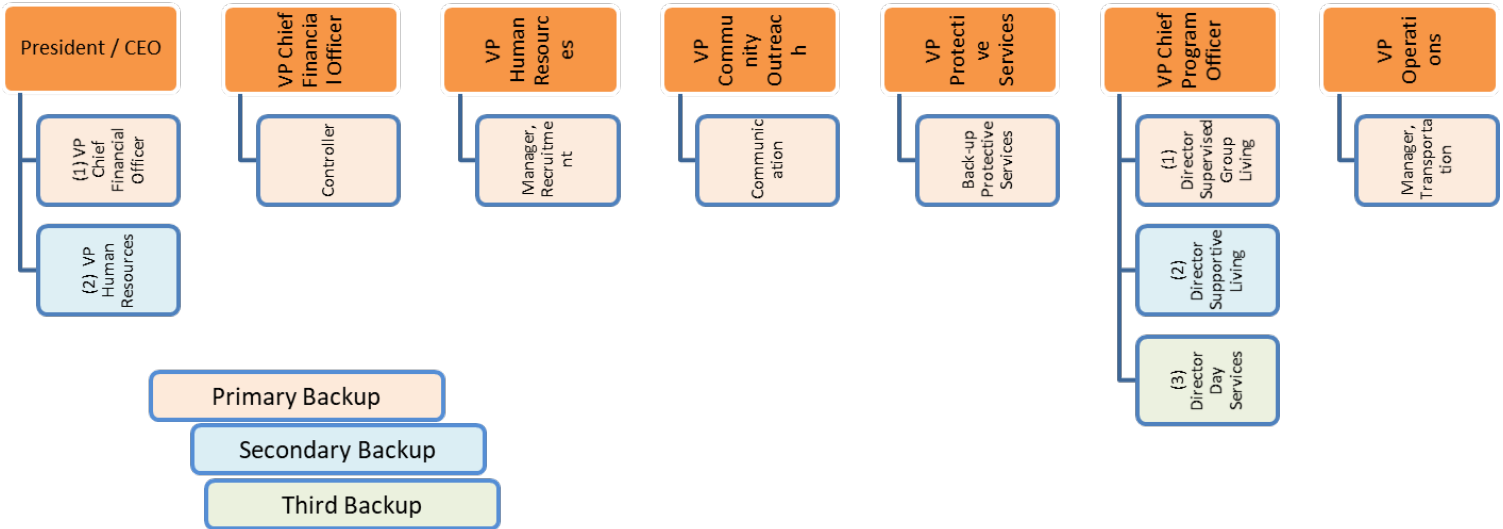 President / CEO
(1) VP
Chief
Financial
Officer
(2) VP
Human
Resources
VP Chief
Financia
l Officer
Controller
VP
Human
Resourc
es
Manager,
Recruitme
nt
VP
Commu
nity
Outreac
h
Communic
ation
VP
Protecti
ve
Services
Back-up
Protective
Services
VP Chief
Program
Officer
(1)
Director
Supervised
Group
Living
(2)
Director
Supportive
Living
(3)
Director
Day
Services
VP
Operati
ons
Manager,
Transporta
tion
Primary Backup
Secondary Backup
Third Backup